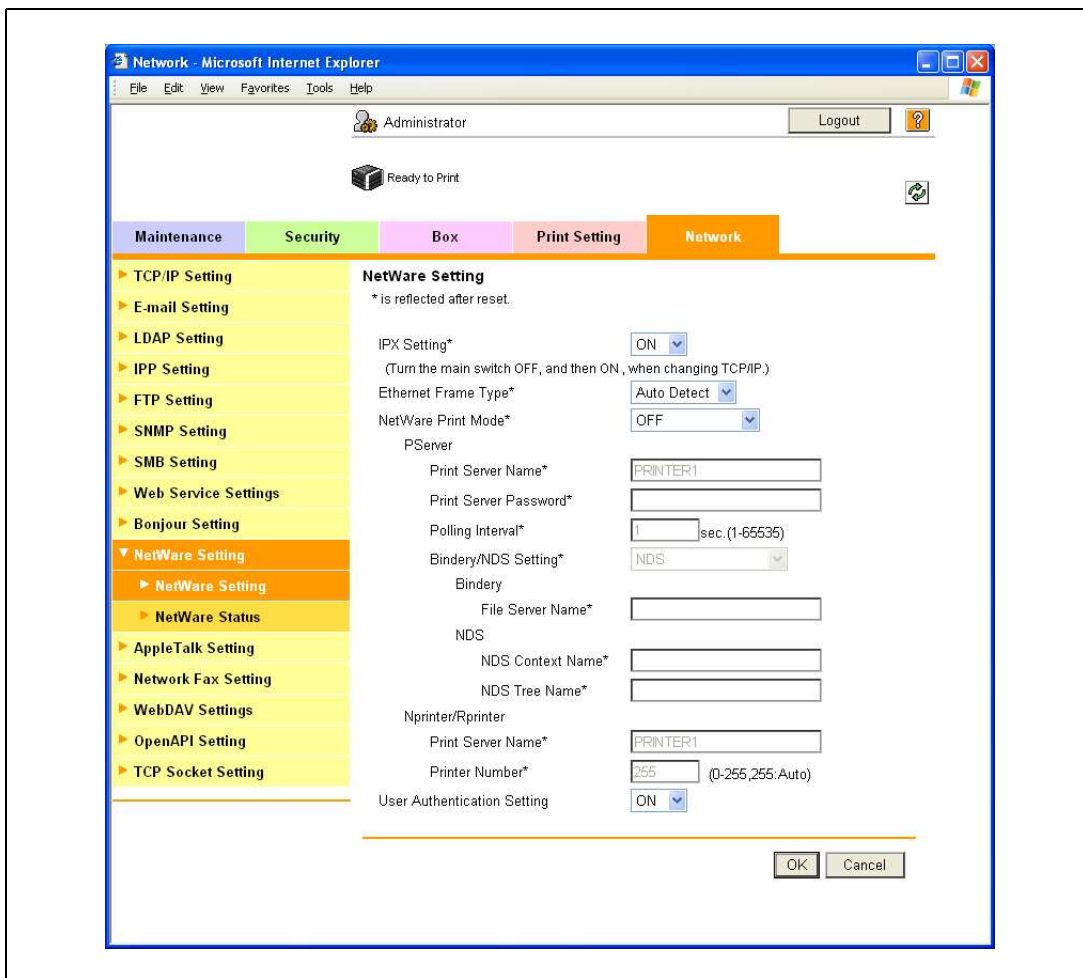 Network - Microsoft Internet Explorer
File Edit View Favorites Tools Help
Administrator
Logout
?
Ready to Print
Maintenance Security Box Print Setting Network
TCP/IP Setting
E-mail Setting
LDAP Setting
IPP Setting
FTP Setting
SNMP Setting
SMB Setting
Web Service Settings
Bonjour Setting
NetWare Setting
NetWare Setting
NetWare Status
AppleTalk Setting
Network Fax Setting
WebDAV Settings
OpenAPI Setting
TCP Socket Setting
NetWare Setting
* is reflected after reset.
IPX Setting* ON
(Turn the main switch OFF, and then ON , when changing TCP/IP.)
Ethernet Frame Type* Auto Detect
NetWare Print Mode* OFF
PServer
Print Server Name* PRINTER1
Print Server Password*
Polling Interval* 1 sec.(1-65535)
Bindery/NDS Setting* NDS
Bindery
File Server Name*
NDS
NDS Context Name*
NDS Tree Name*
Nprinter/Rprinter
Print Server Name* PRINTER1
Printer Number* 255 (0-255,255:Auto)
User Authentication Setting ON
OK Cancel